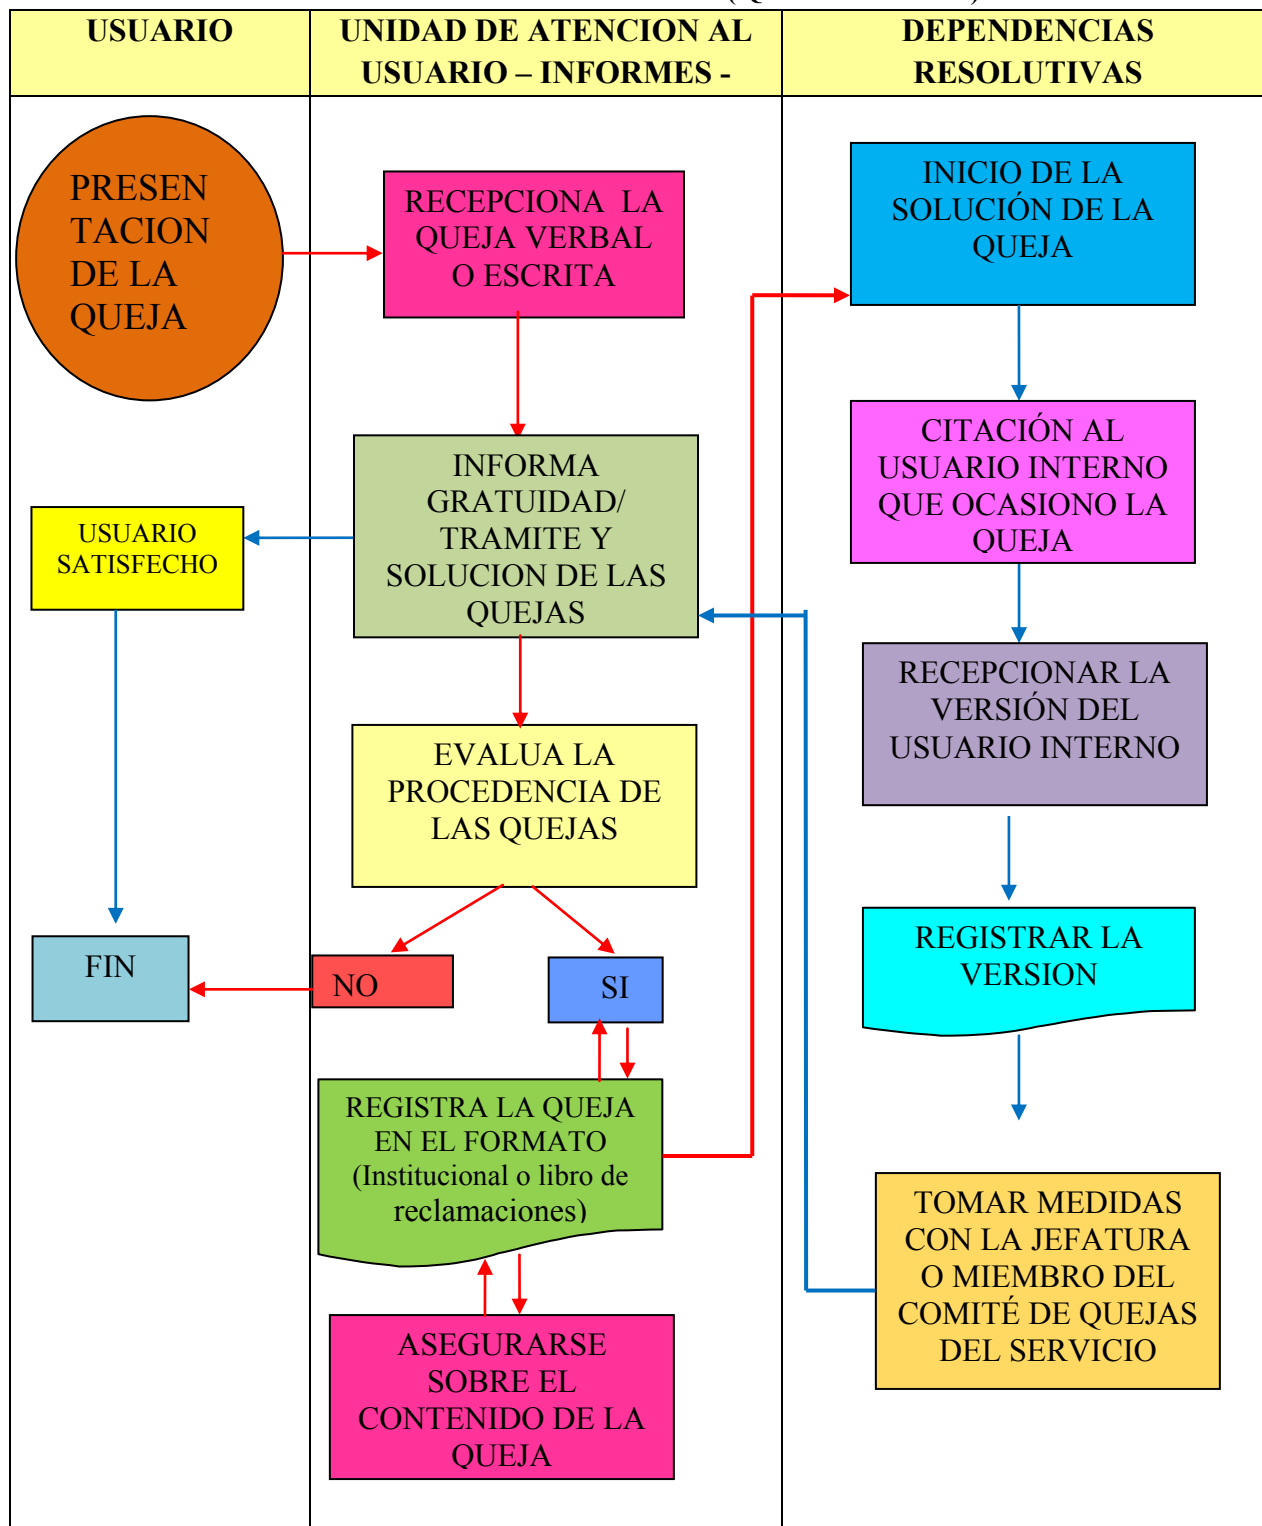 USUARIO
UNIDAD DE ATENCION AL
USUARIO – INFORMES -
DEPENDENCIAS
RESOLUTIVAS
PRESEN
TACION
DE LA
QUEJA
RECEPCIONA LA
QUEJA VERBAL
O ESCRITA
INICIO DE LA
SOLUCIÓN DE LA
QUEJA
INFORMA
GRATUIDAD/
TRAMITE Y
SOLUCION DE LAS
QUEJAS
CITACIÓN AL
USUARIO INTERNO
QUE OCASIONO LA
QUEJA
USUARIO
SATISFECHO
RECEPCIONAR LA
VERSIÓN DEL
USUARIO INTERNO
EVALUA LA
PROCEDENCIA DE
LAS QUEJAS
REGISTRAR LA
VERSION
FIN
NO
SI
REGISTRA LA QUEJA
EN EL FORMATO
(Institucional o libro de
reclamaciones)
TOMAR MEDIDAS
CON LA JEFATURA
O MIEMBRO DEL
COMITÉ DE QUEJAS
DEL SERVICIO
ASEGURARSE
SOBRE EL
CONTENIDO DE LA
QUEJA